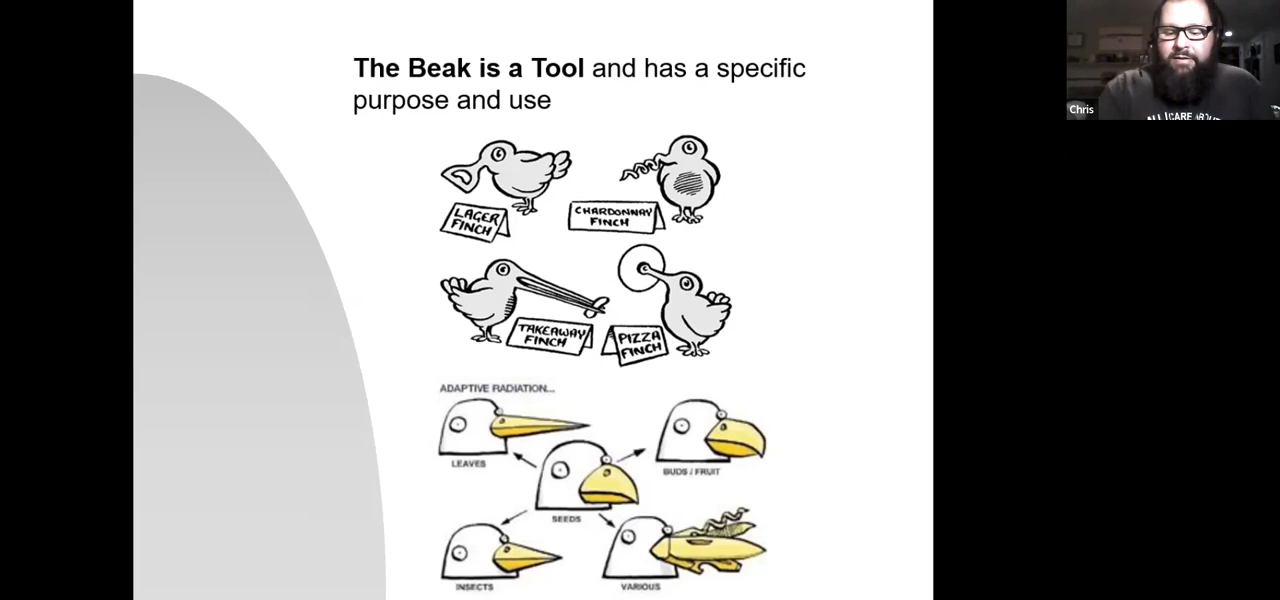 The Beak is a Tool and has a specific
purpose and use
Chris
LAGER
FINCH
CHARDONNAY
FINCH
TAKEAWAY
FINCH
PIZZA
FINCH
ADAPTIVE RADIATION...
LEAVES
BUDS / FRUIT
SEEDS
INSECTS
VARIOUS